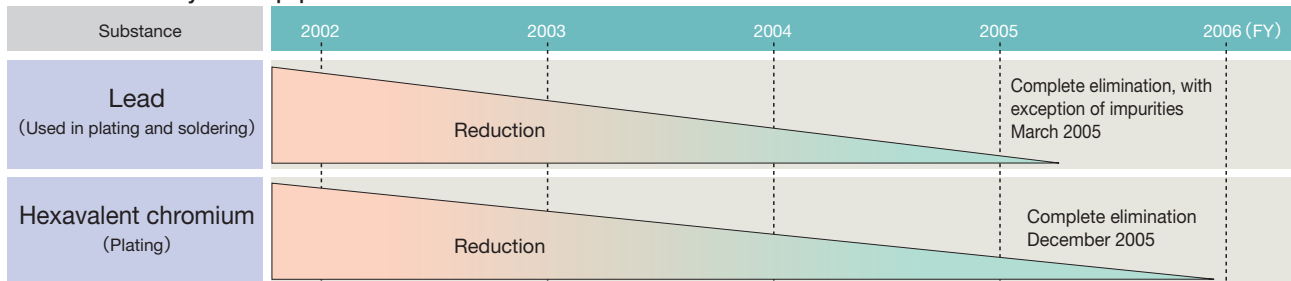 Substance
2002 2003 2004 2005 2006 (FY)
Lead
(Used in plating and soldering)
Reduction
Complete elimination, with
exception of impurities
March 2005
Hexavalent chromium
(Plating)
Reduction
Complete elimination
December 2005